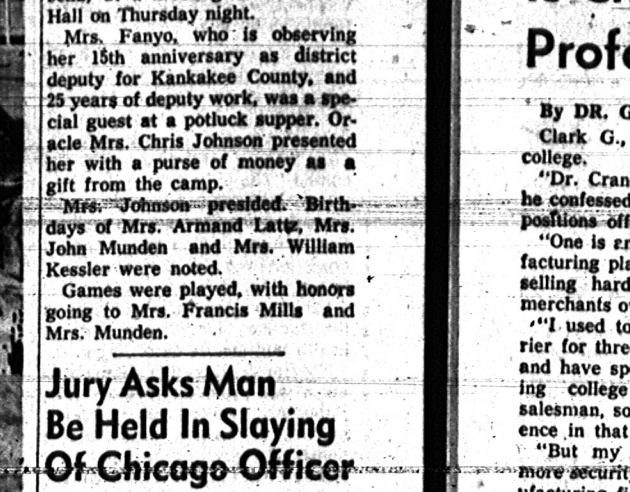 Hall on Thursday night.
Mrs. Fanyo, who is observing
her 15th anniversary as district
deputy for Kankakee County, and
25 years of deputy work, was a spe-
cial guest at a potluck supper. Or-
acle Mrs. Chris Johnson presented
her with a purse of money as a
gift from the camp.
Mrs. Johnson presided. Birth-
days of Mrs. Armand Lattz, Mrs.
John Munden and Mrs. William
Kessler were noted.
Games were played, with honors
going to Mrs. Francis Mills and
Mrs. Munden.
Jury Asks Man
Be Held In Slaying
Of Chicago Officer
Profe
By DR. G
Clark G.,
college.
"Dr. Cran
he confessed
positions off
"One is an
facturing pla
selling hard
merchants o
"I used to
rier for thre
and have sp
ing college
salesman, so
ence in that
"But my
more security